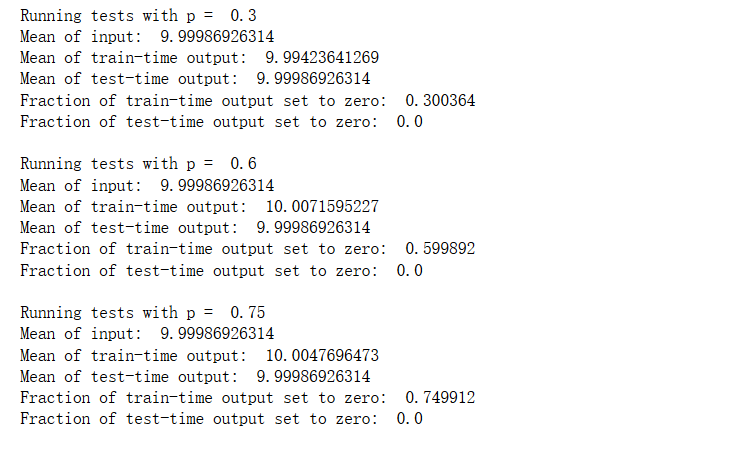 Running tests with p =  0.3
Mean of input:  9.99986926314
Mean of train-time output:  9.99423641269
Mean of test-time output:  9.99986926314
Fraction of train-time output set to zero:  0.300364
Fraction of test-time output set to zero:  0.0
Running tests with p =  0.6
Mean of input:  9.99986926314
Mean of train-time output:  10.0071595227
Mean of test-time output:  9.99986926314
Fraction of train-time output set to zero:  0.599892
Fraction of test-time output set to zero:  0.0
Running tests with p =  0.75
Mean of input:  9.99986926314
Mean of train-time output:  10.0047696473
Mean of test-time output:  9.99986926314
Fraction of train-time output set to zero:  0.749912
Fraction of test-time output set to zero:  0.0